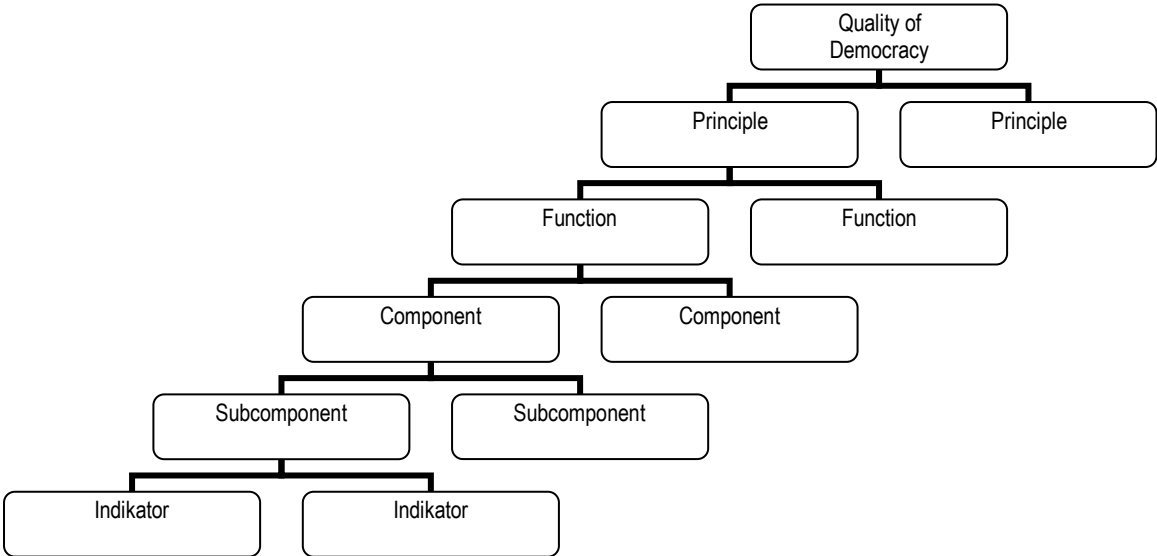 Quality of
Democracy
Principle
Principle
Function
Function
Component
Component
Subcomponent
Subcomponent
Indikator
Indikator